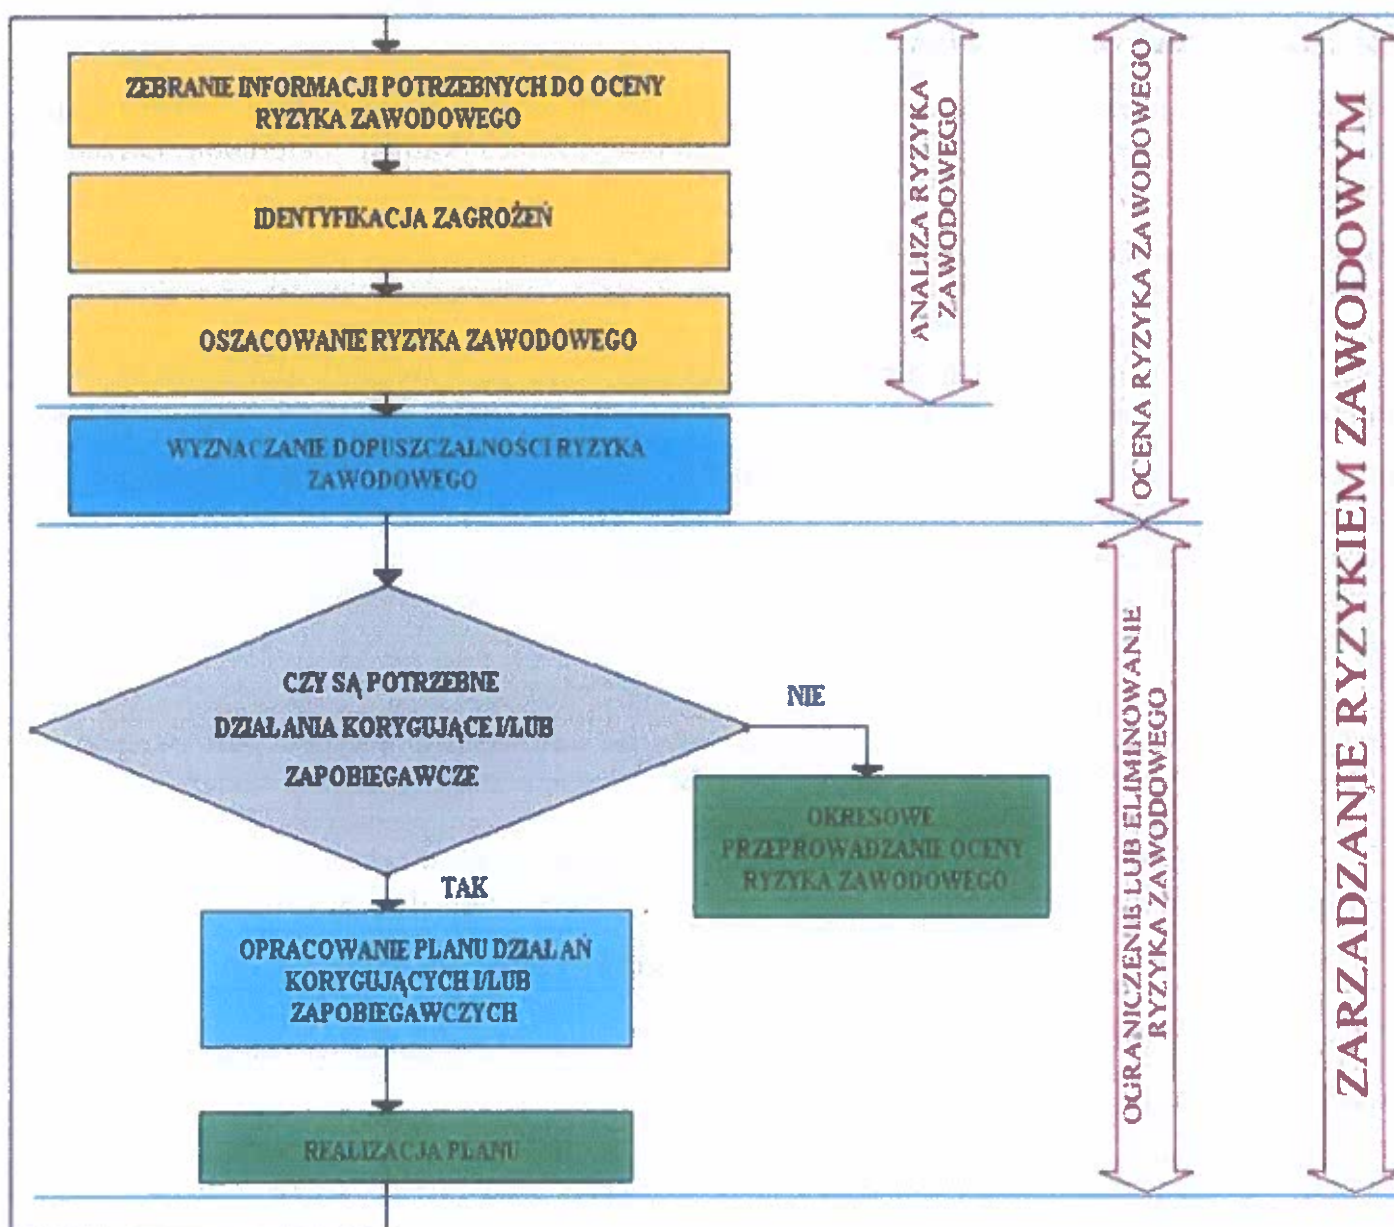 ZEBRANIE INFORMACJI POTRZEBNYCH DO OCENY
RYZYKA ZAWODOWEGO
IDENTYFIKACJA ZAGROŻEŃ
OSZACOWANIE RYZYKA ZAWODOWEGO
WYZNACZANIE DOPUSZCZALNOŚCI RYZYKA
ZAWODOWEGO
CZY SĄ POTRZEBNE
DZIAŁANIA KORYGUJĄCE I/LUB
ZAPOBIEGAWCZE
NIE
OKRESOWE
PRZEPROWADZANIE OCENY
RYZYKA ZAWODOWEGO
TAK
OPRACOWANIE PLANU DZIAŁAŃ
KORYGUJĄCYCH I/LUB
ZAPOBIEGAWCZYCH
REALIZACJA PLANU
ANALIZA RYZYKA
ZAWODOWEGO
OCENA RYZYKA ZAWODOWEGO
OGRANICZENIE LUB ELIMINOWANIE
RYZYKA ZAWODOWEGO
ZARZĄDZANIE RYZYKIEM ZAWODOWYM